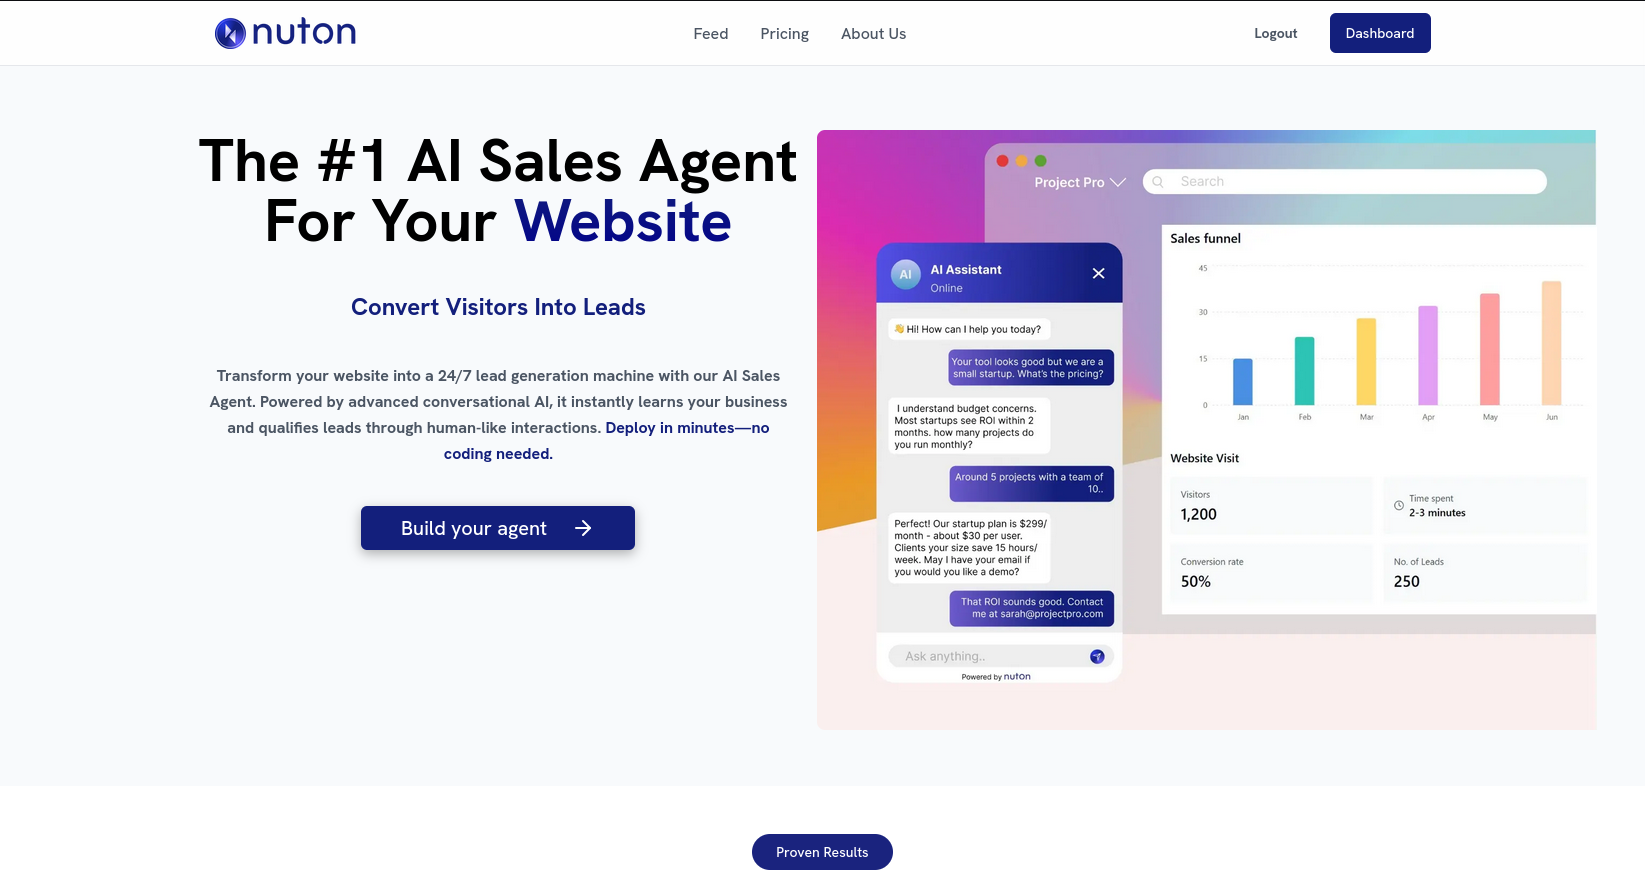 nuton
Feed
Pricing
About Us
Logout
Dashboard
The #1 AI Sales Agent
For Your Website
Convert Visitors Into Leads
Transform your website into a 24/7 lead generation machine with our AI Sales
Agent. Powered by advanced conversational AI, it instantly learns your business
and qualifies leads through human-like interactions. Deploy in minutes—no
coding needed.
Build your agent
Project Pro
Search
AI
AI Assistant
Online
👋 Hi! How can I help you today?
Your tool looks good but we are a
small startup. What's the pricing?
I understand budget concerns.
Most startups see ROI within 2
months. how many projects do
you run monthly?
Around 5 projects with a team of
10..
Perfect! Our startup plan is $299/
month - about $30 per user.
Clients your size save 15 hours/
week. May I have your email if
you would you like a demo?
That ROI sounds good. Contact
me at sarah@projectpro.com
Ask anything..
Powered by nuton
Sales funnel
45
30
15
0
Jan
Feb
Mar
Apr
May
Jun
Website Visit
Visitors
1,200
Time spent
2-3 minutes
Conversion rate
50%
No. of Leads
250
Proven Results